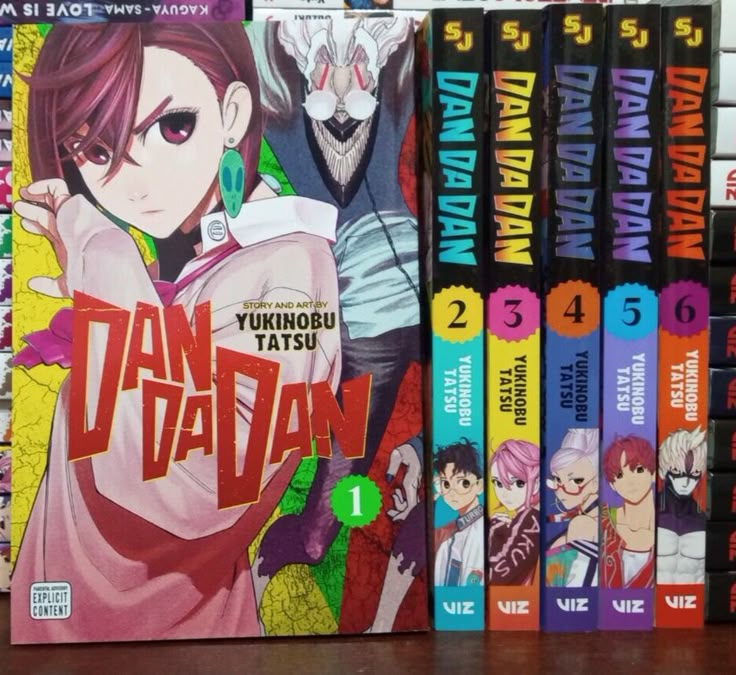 KAGUYA-SAMA LOVE IS W
STORY AND ART BY
YUKINOBU
TATSU
DAN
DA DAN
1
PARENTAL ADVISORY
EXPLICIT
CONTENT
SJ
DAN DA DAN
2
YUKINOBU
TATSU
VIZ
SJ
DAN DA DAN
3
YUKINOBU
TATSU
AKUS
VIZ
SJ
DAN DA DAN
4
YUKINOBU
TATSU
VIZ
SJ
DAN DA DAN
5
YUKINOBU
TATSU
VIZ
SJ
DAN DA DAN
6
YUKINOBU
TATSU
VIZ